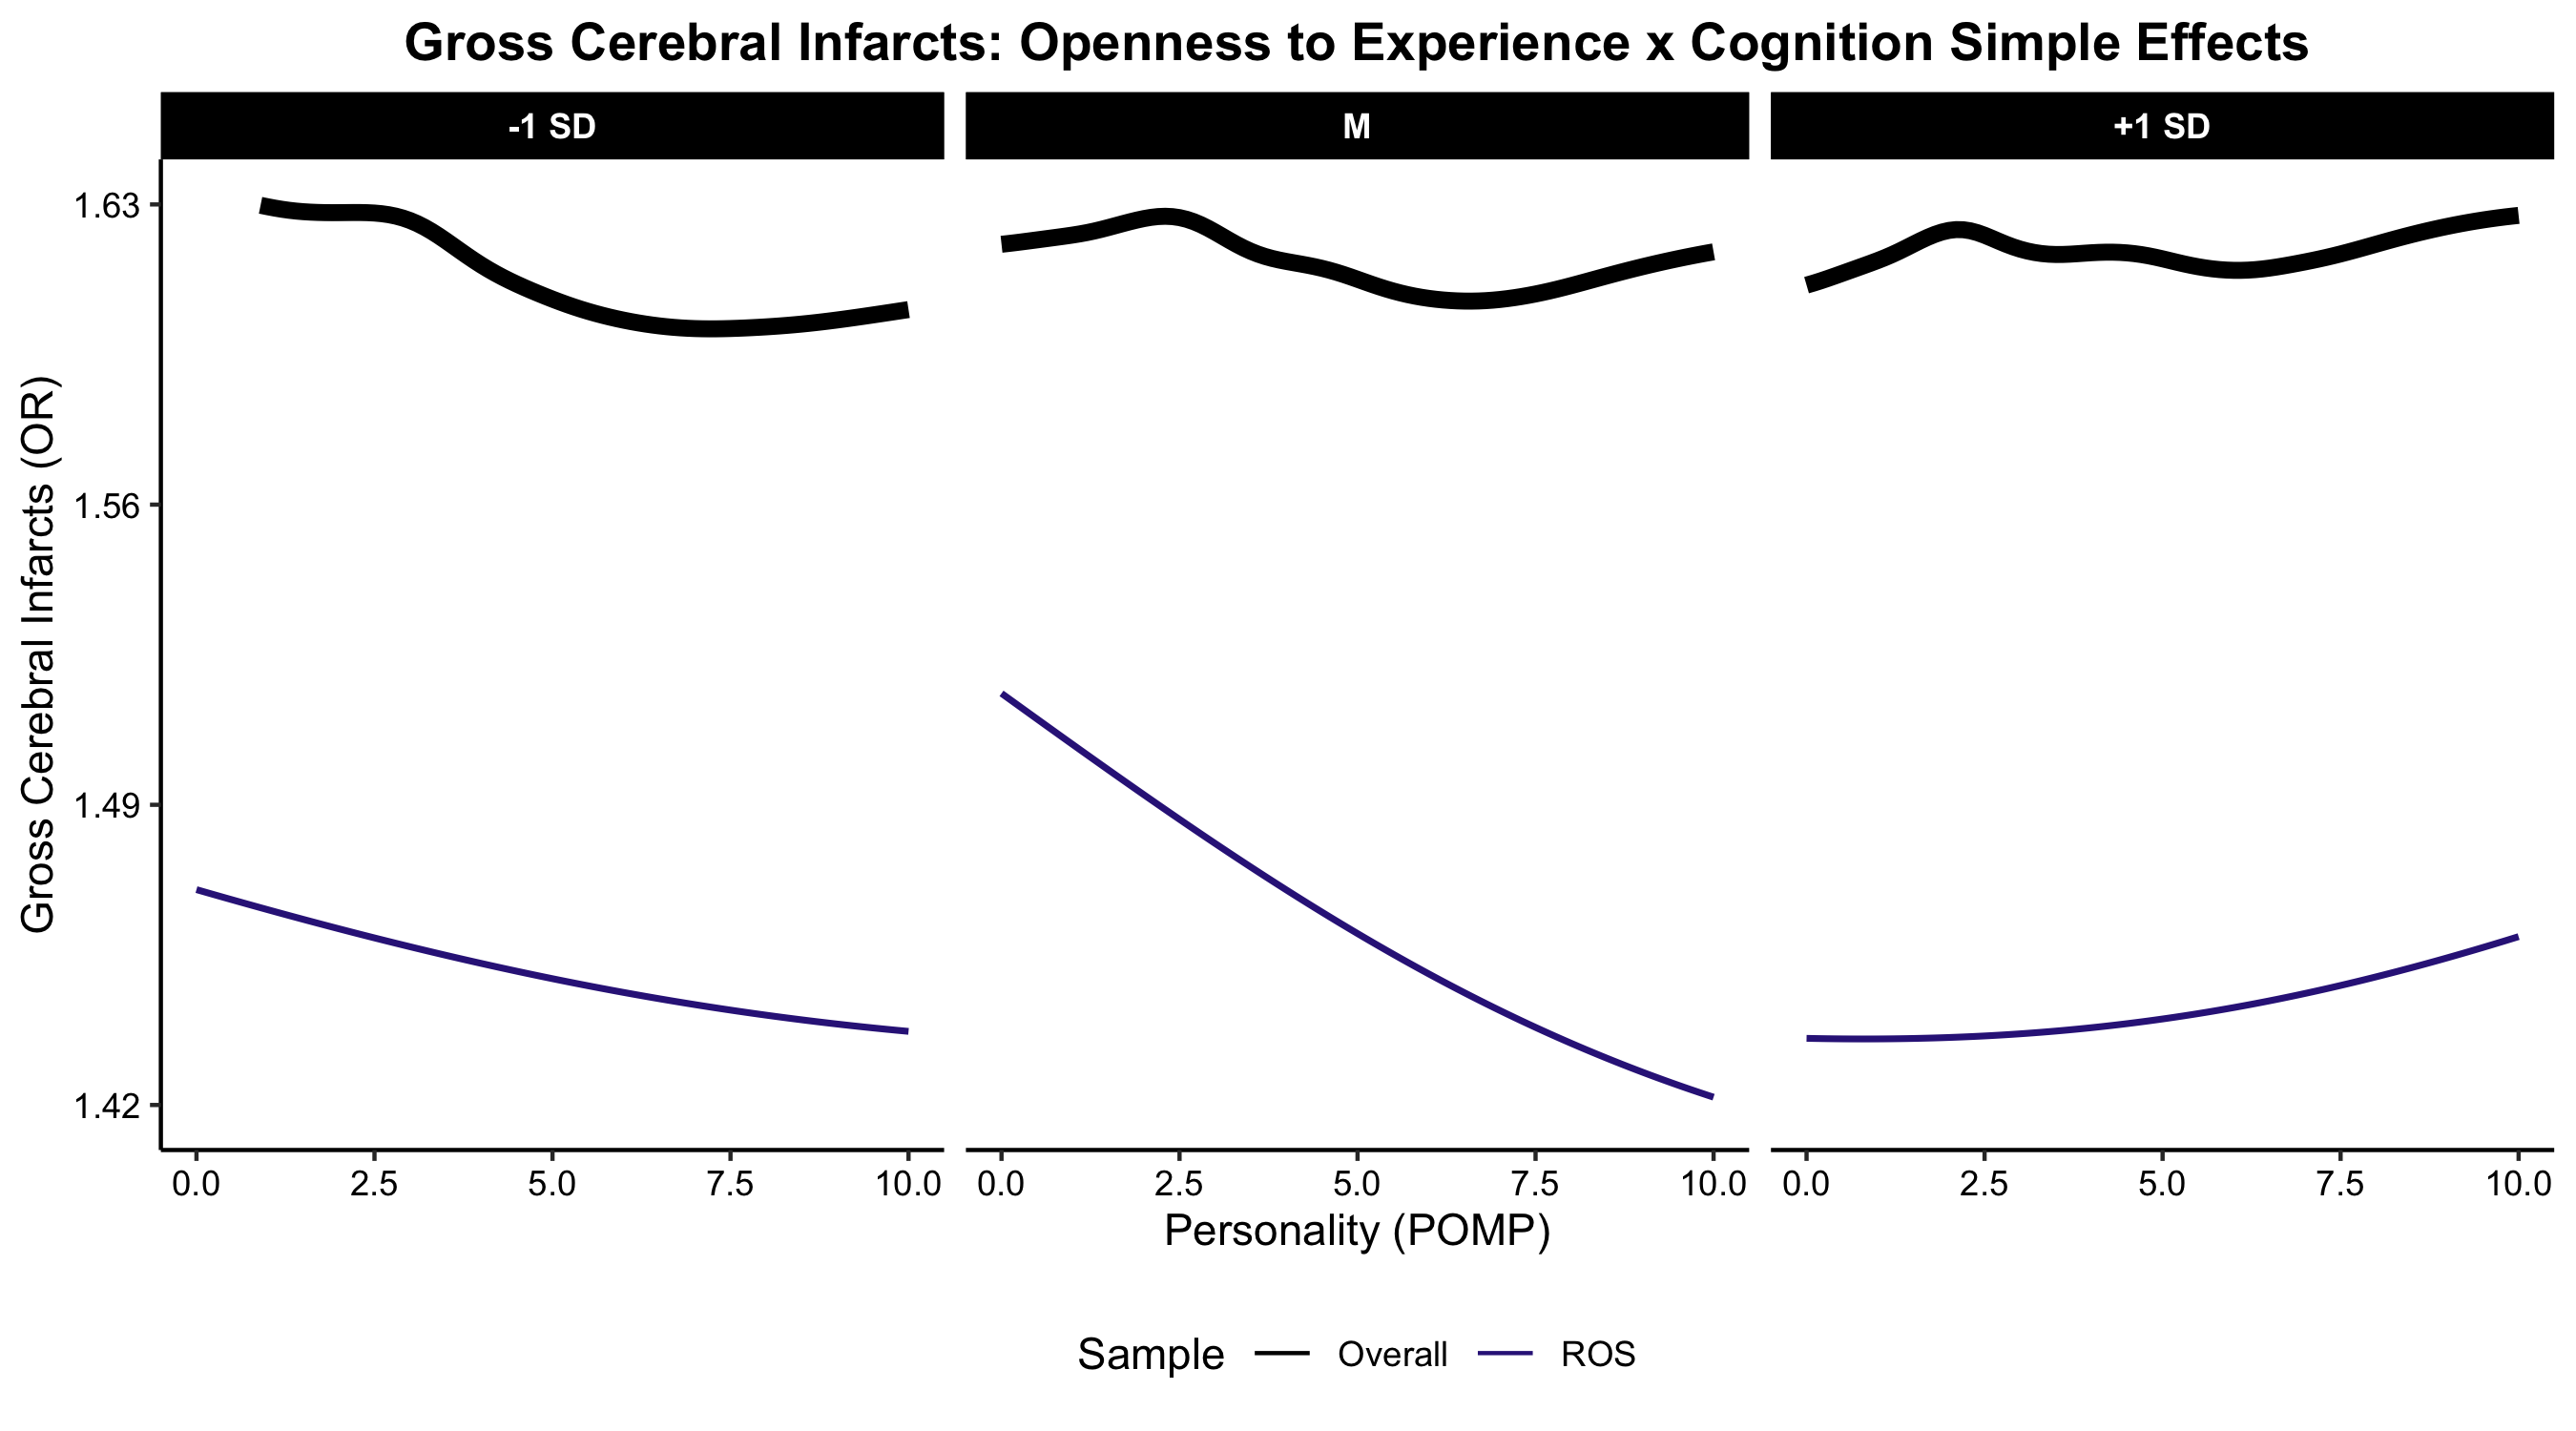 Gross Cerebral Infarcts: Openness to Experience x Cognition Simple Effects
-1 SD
M
+1 SD
Gross Cerebral Infarcts (OR)
1.63
1.56
1.49
1.42
0.0 2.5 5.0 7.5 10.0
0.0 2.5 5.0 7.5 10.0
0.0 2.5 5.0 7.5 10.0
Personality (POMP)
Sample Overall ROS